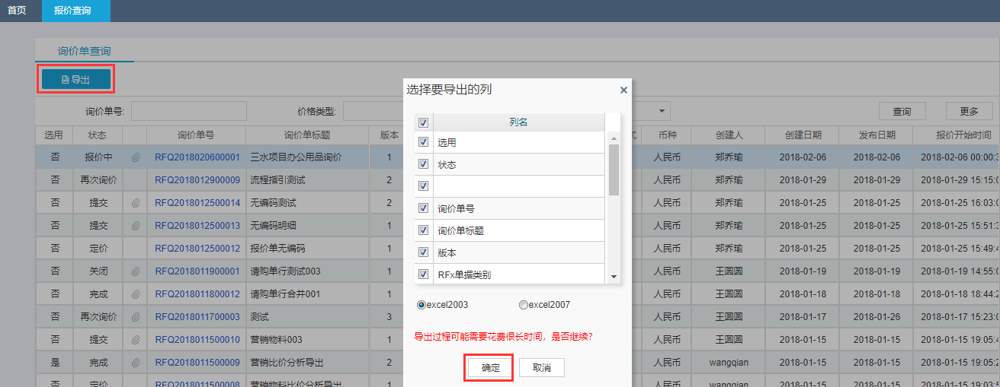 首页 报价查询
询价单查询
导出
选择要导出的列
询价单号: 价格类型: 查询 更多
列名
选用 状态 询价单号 询价单标题 版本 式 币种 创建人 创建日期 发布日期 报价开始时间
否 报价中 RFQ2018020600001 三水项目办公用品询价 1 人民币 郑乔瑜 2018-02-06 2018-02-06 2018-02-06 00:00:3
否 再次询价 RFQ2018012900009 流程指引测试 2 人民币 郑乔瑜 2018-01-29 2018-01-29 2018-01-29 15:15:0
否 提交 RFQ2018012500014 无编码测试 2 人民币 郑乔瑜 2018-01-25 2018-01-25 2018-01-25 16:03:0
否 提交 RFQ2018012500013 无编码明细 1 人民币 郑乔瑜 2018-01-25 2018-01-25 2018-01-25 15:51:3
否 定价 RFQ2018012500012 报价单无编码 1 人民币 郑乔瑜 2018-01-25 2018-01-25 2018-01-25 15:49:4
否 关闭 RFQ2018011900001 请购单行测试003 1 人民币 王圆圆 2018-01-19 2018-01-19 2018-01-19 14:55:0
否 完成 RFQ2018011800012 请购单行合并001 1 人民币 王圆圆 2018-01-18 2018-01-18 2018-01-18 18:44:2
否 再次询价 RFQ2018011700003 测试 3 人民币 王圆圆 2018-01-17 2018-01-26 2018-01-17 15:23:0
否 提交 RFQ2018011500010 营销物料003 1 人民币 王圆圆 2018-01-15 2018-01-15 2018-01-15 19:05:4
是 完成 RFQ2018011500009 营销比价分析导出 2 人民币 wangqian 2018-01-15 2018-01-15 2018-01-15 19:05:2
否 定价 RFQ2018011500008 营销物料比价分析导出 1 人民币 wangqian 2018-01-15 2018-01-15 2018-01-15 19:03:5
选用
状态
询价单号
询价单标题
版本
RFx单据类别
excel2003 excel2007
导出过程可能需要花费很长时间，是否继续?
确定 取消